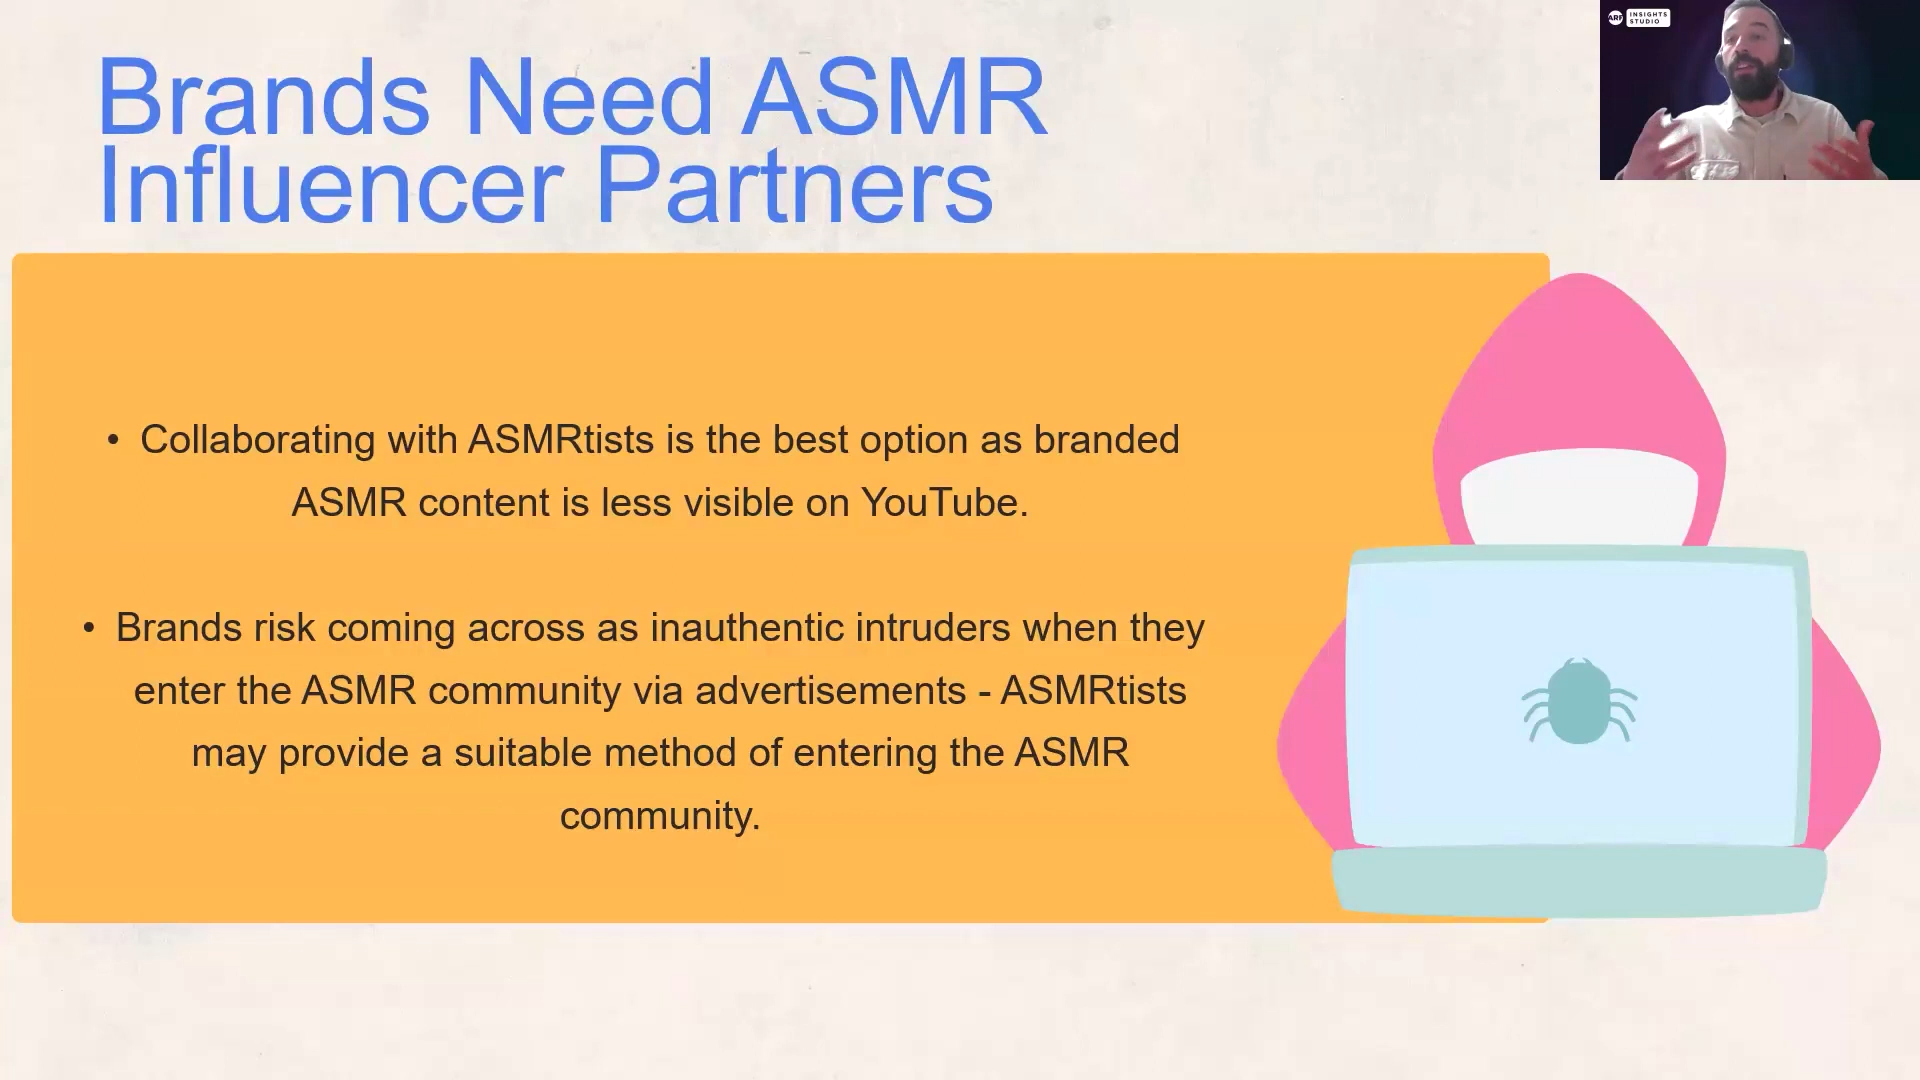 Brands Need ASMR
Influencer Partners
ARF INSIGHTS
STUDIO
• Collaborating with ASMRtists is the best option as branded
ASMR content is less visible on YouTube.
• Brands risk coming across as inauthentic intruders when they
enter the ASMR community via advertisements - ASMRtists
may provide a suitable method of entering the ASMR
community.